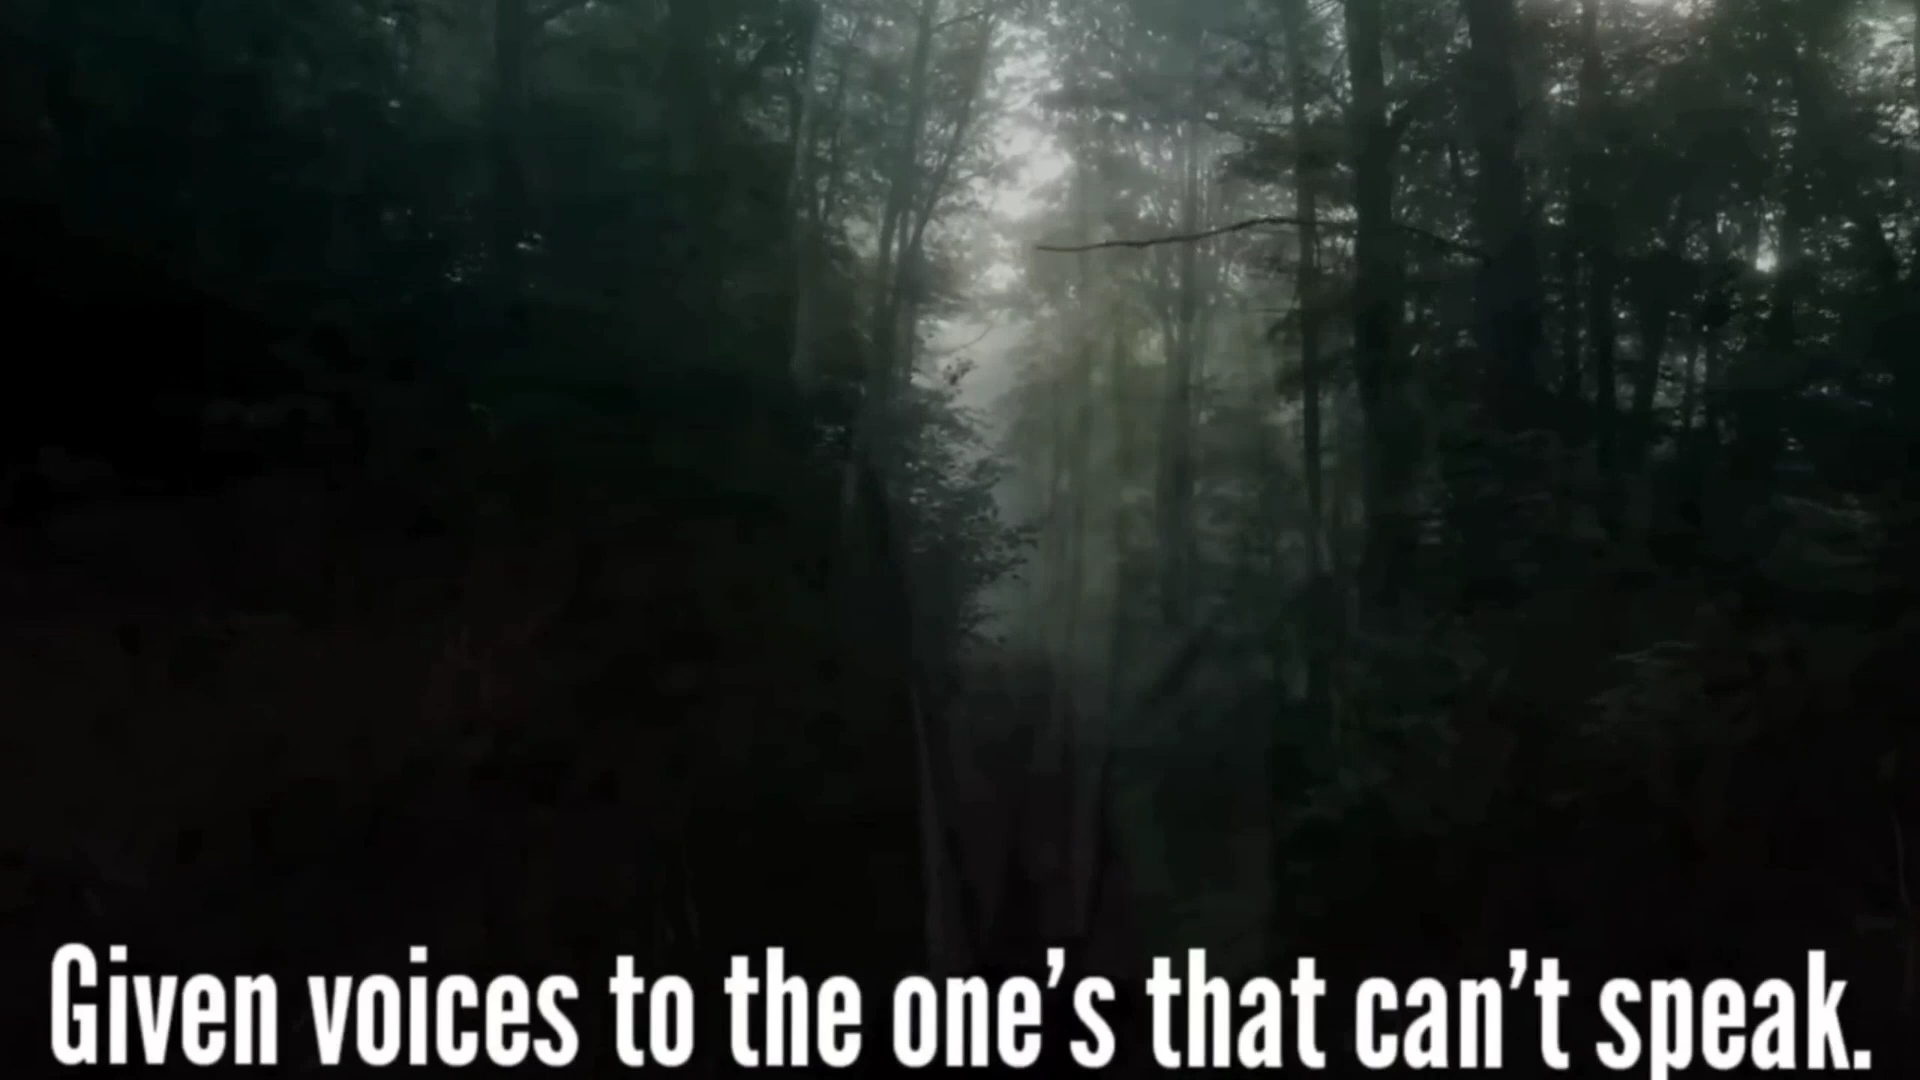 Given voices to the one’s that can’t speak.